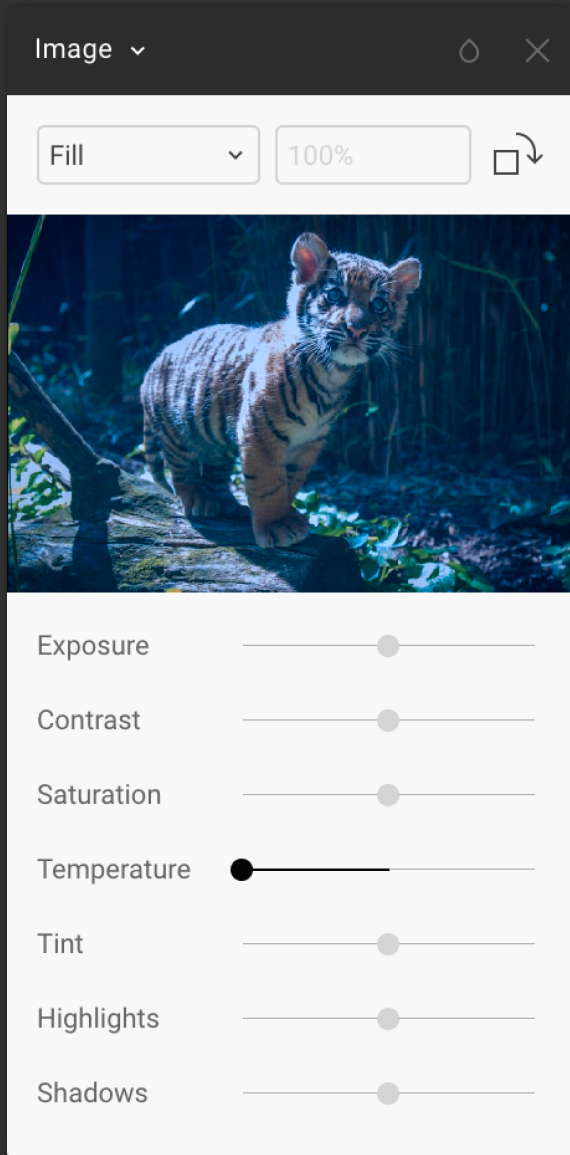 Image
Fill 100%
Exposure
Contrast
Saturation
Temperature
Tint
Highlights
Shadows